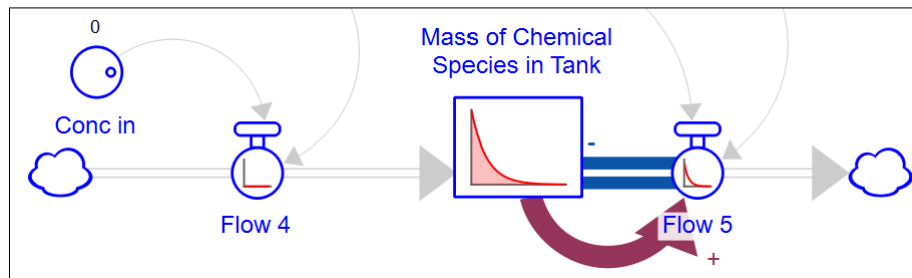 0
Mass of Chemical
Species in Tank
Conc in
-
Flow 4
Flow 5
+